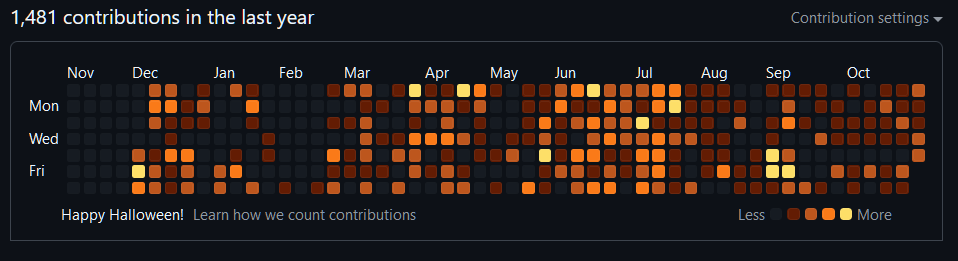 1,481 contributions in the last year
Contribution settings
Nov Dec Jan Feb Mar Apr May Jun Jul Aug Sep Oct
Mon
Wed
Fri
Happy Halloween! Learn how we count contributions
Less More